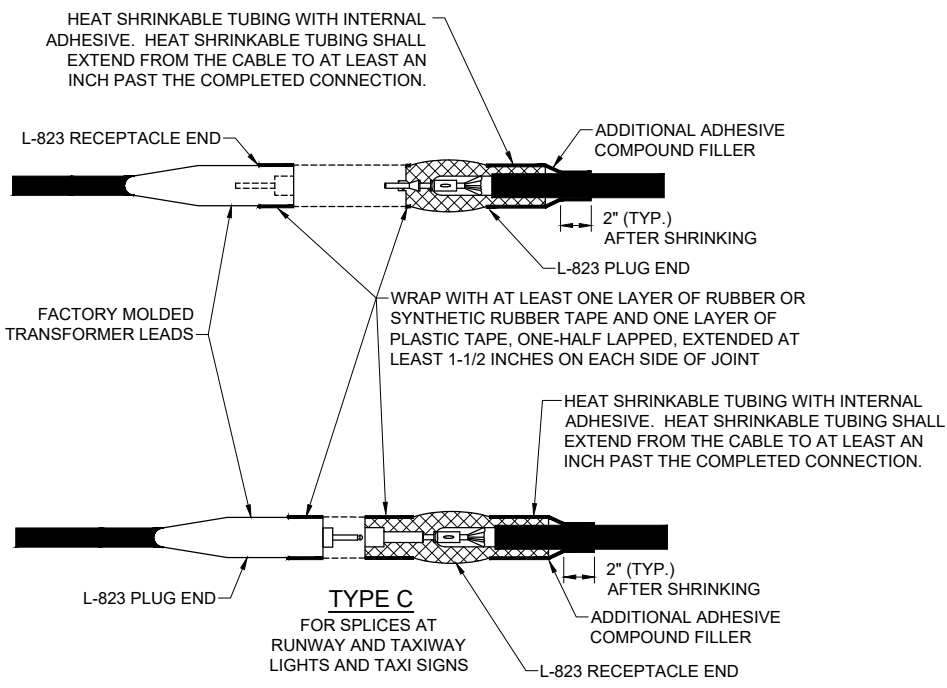 HEAT SHRINKABLE TUBING WITH INTERNAL
ADHESIVE. HEAT SHRINKABLE TUBING SHALL
EXTEND FROM THE CABLE TO AT LEAST AN
INCH PAST THE COMPLETED CONNECTION.
L-823 RECEPTACLE END
ADDITIONAL ADHESIVE
COMPOUND FILLER
2" (TYP.)
AFTER SHRINKING
L-823 PLUG END
FACTORY MOLDED
TRANSFORMER LEADS
WRAP WITH AT LEAST ONE LAYER OF RUBBER OR
SYNTHETIC RUBBER TAPE AND ONE LAYER OF
PLASTIC TAPE, ONE-HALF LAPPED, EXTENDED AT
LEAST 1-1/2 INCHES ON EACH SIDE OF JOINT
HEAT SHRINKABLE TUBING WITH INTERNAL
ADHESIVE. HEAT SHRINKABLE TUBING SHALL
EXTEND FROM THE CABLE TO AT LEAST AN
INCH PAST THE COMPLETED CONNECTION.
2" (TYP.)
AFTER SHRINKING
L-823 PLUG END
TYPE C
FOR SPLICES AT
RUNWAY AND TAXIWAY
LIGHTS AND TAXI SIGNS
ADDITIONAL ADHESIVE
COMPOUND FILLER
L-823 RECEPTACLE END